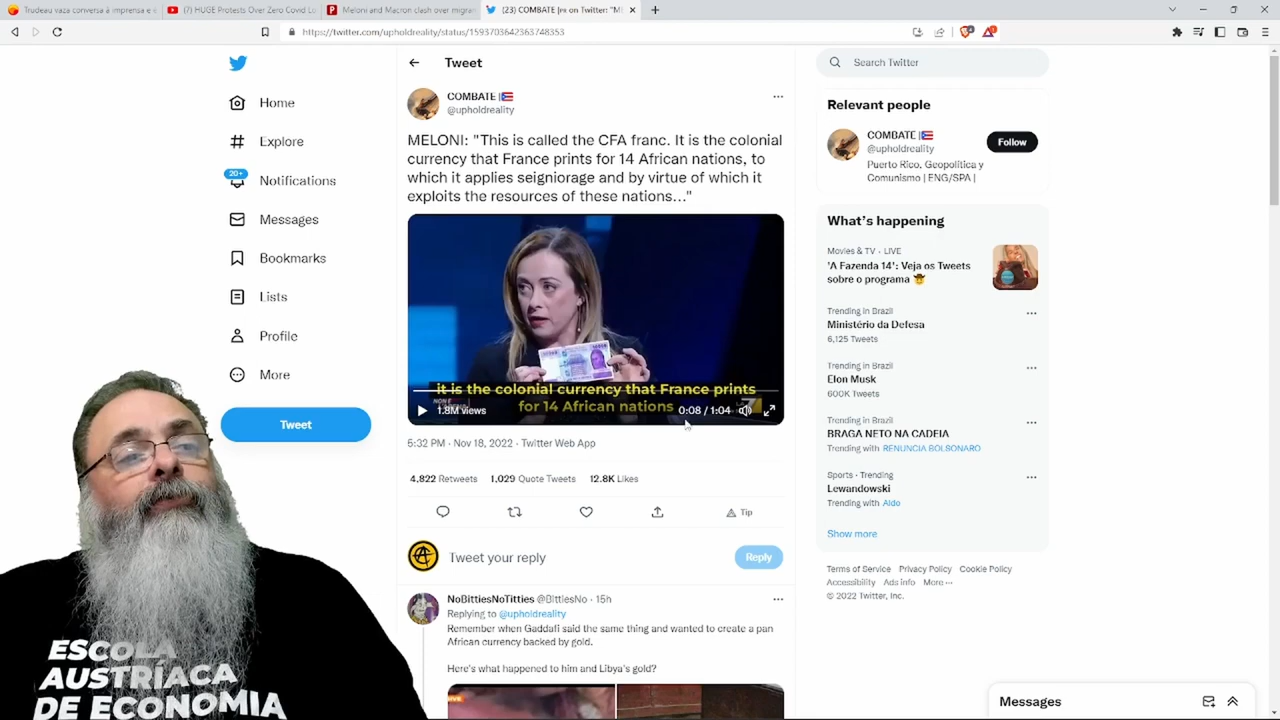 Trudeau vaza conversa à imprensa e x
(7) HUGE Protests Over Zero Covid Lo
Meloni and Macron clash over migran
(23) COMBATE |🇵🇷 on Twitter: "ME
https://twitter.com/upholdreality/status/1593703642363748353
Home
Explore
20+
Notifications
Messages
Bookmarks
Lists
Profile
More
Tweet
Tweet
COMBATE |🇵🇷
@upholdreality
MELONI: "This is called the CFA franc. It is the colonial
currency that France prints for 14 African nations, to
which it applies seigniorage and by virtue of which it
exploits the resources of these nations…"
it is the colonial currency that France prints
for 14 African nations
1.8M views
0:08 / 1:04
5:32 PM · Nov 18, 2022 · Twitter Web App
4,822 Retweets 1,029 Quote Tweets 12.8K Likes
Tip
Tweet your reply
Reply
NoBittiesNoTitties @BittlesNo · 15h
Replying to @upholdreality
Remember when Gaddafi said the same thing and wanted to create a pan
African currency backed by gold.
Here's what happened to him and Libya's gold?
Search Twitter
Relevant people
COMBATE |🇵🇷
@upholdreality
Follow
Puerto Rico. Geopolítica y
Comunismo | ENG/SPA |
What's happening
Movies & TV · LIVE
'A Fazenda 14': Veja os Tweets
sobre o programa 🤠
Trending in Brazil
Ministério da Defesa
6,125 Tweets
Trending in Brazil
Elon Musk
600K Tweets
Trending in Brazil
BRAGA NETO NA CADEIA
Trending with RENUNCIA BOLSONARO
Sports · Trending
Lewandowski
Trending with Aldo
Show more
Terms of Service Privacy Policy Cookie Policy
Accessibility Ads info More ···
© 2022 Twitter, Inc.
Messages
ESCOLA
AUSTRÍACA
DE ECONOMIA